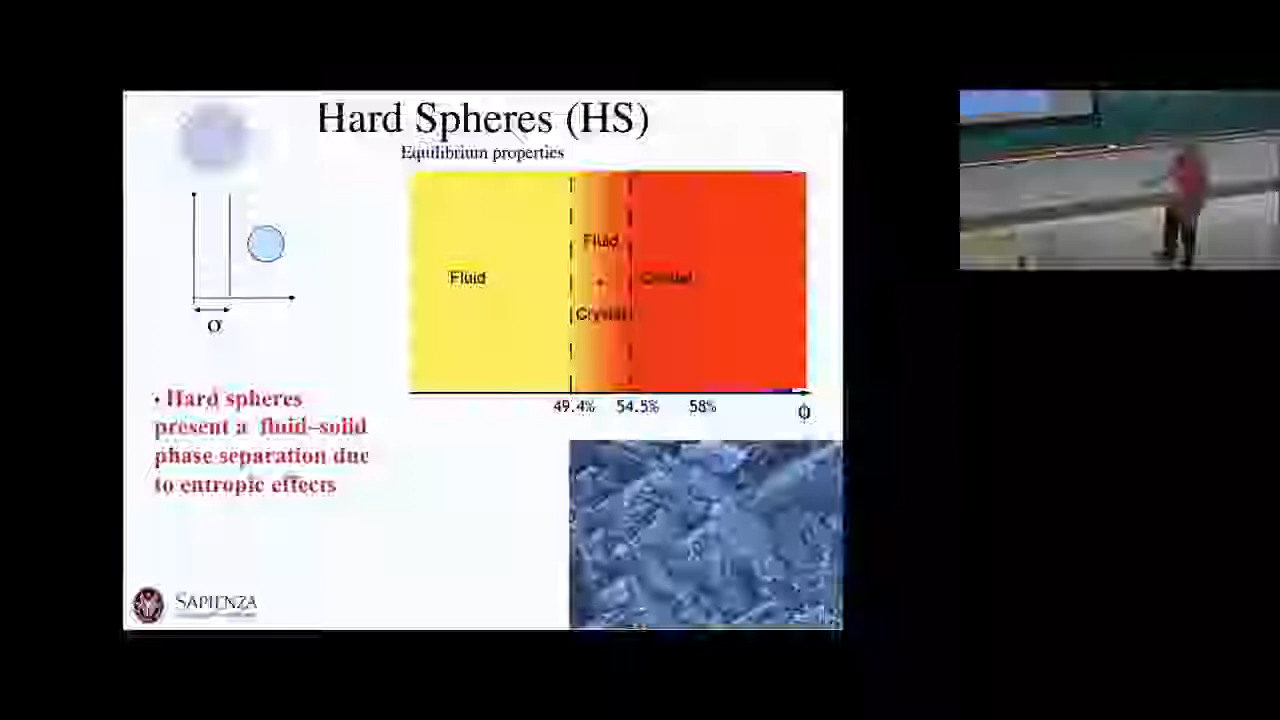 Hard Spheres (HS)
Equilibrium properties
σ
Fluid
Fluid
+
Crystal
Crystal
49.4% 54.5% 58% ϕ
• Hard spheres
present a fluid–solid
phase separation due
to entropic effects
SAPIENZA